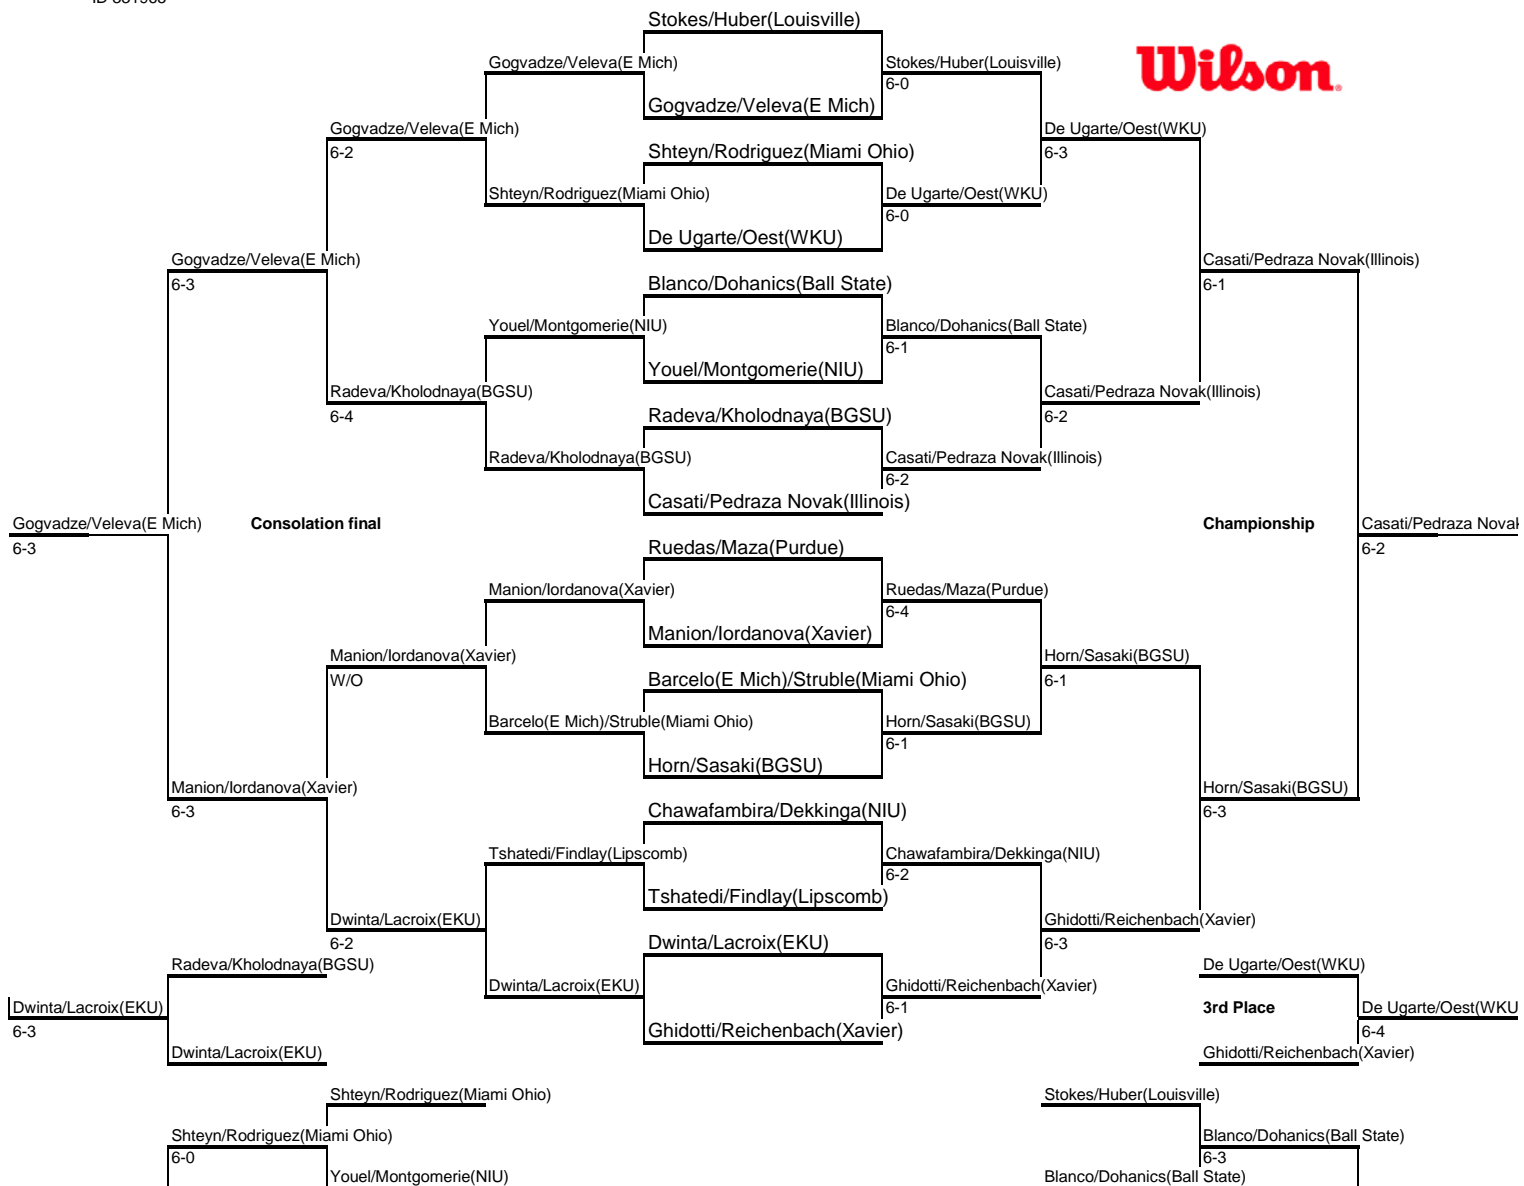 Stokes/Huber(Louisville)
Wilson
Gogvadze/Veleva(E Mich)
Stokes/Huber(Louisville)
6-0
Gogvadze/Veleva(E Mich)
Gogvadze/Veleva(E Mich)
De Ugarte/Oest(WKU)
6-2
6-3
Shteyn/Rodriguez(Miami Ohio)
Shteyn/Rodriguez(Miami Ohio)
De Ugarte/Oest(WKU)
6-0
De Ugarte/Oest(WKU)
Gogvadze/Veleva(E Mich)
Casati/Pedraza Novak(Illinois)
6-3
6-1
Blanco/Dohanics(Ball State)
Youel/Montgomerie(NIU)
Blanco/Dohanics(Ball State)
6-1
Youel/Montgomerie(NIU)
Radeva/Kholodnaya(BGSU)
Casati/Pedraza Novak(Illinois)
6-4
6-2
Radeva/Kholodnaya(BGSU)
Radeva/Kholodnaya(BGSU)
Casati/Pedraza Novak(Illinois)
6-2
Casati/Pedraza Novak(Illinois)
Gogvadze/Veleva(E Mich)
Consolation final
Championship
Casati/Pedraza Novak
6-3
6-2
Ruedas/Maza(Purdue)
Manion/Iordanova(Xavier)
Ruedas/Maza(Purdue)
6-4
Manion/Iordanova(Xavier)
Manion/Iordanova(Xavier)
Horn/Sasaki(BGSU)
W/O
6-1
Barcelo(E Mich)/Struble(Miami Ohio)
Barcelo(E Mich)/Struble(Miami Ohio)
Horn/Sasaki(BGSU)
6-1
Horn/Sasaki(BGSU)
Manion/Iordanova(Xavier)
Horn/Sasaki(BGSU)
6-3
6-3
Chawafambira/Dekkinga(NIU)
Tshatedi/Findlay(Lipscomb)
Chawafambira/Dekkinga(NIU)
6-2
Tshatedi/Findlay(Lipscomb)
Dwinta/Lacroix(EKU)
Ghidotti/Reichenbach(Xavier)
6-2
6-3
Dwinta/Lacroix(EKU)
Radeva/Kholodnaya(BGSU)
De Ugarte/Oest(WKU)
Dwinta/Lacroix(EKU)
Ghidotti/Reichenbach(Xavier)
6-1
Dwinta/Lacroix(EKU)
3rd Place
De Ugarte/Oest(WKU
6-3
6-4
Ghidotti/Reichenbach(Xavier)
Dwinta/Lacroix(EKU)
Ghidotti/Reichenbach(Xavier)
Shteyn/Rodriguez(Miami Ohio)
Stokes/Huber(Louisville)
Shteyn/Rodriguez(Miami Ohio)
Blanco/Dohanics(Ball State)
6-0
6-3
Youel/Montgomerie(NIU)
Blanco/Dohanics(Ball State)